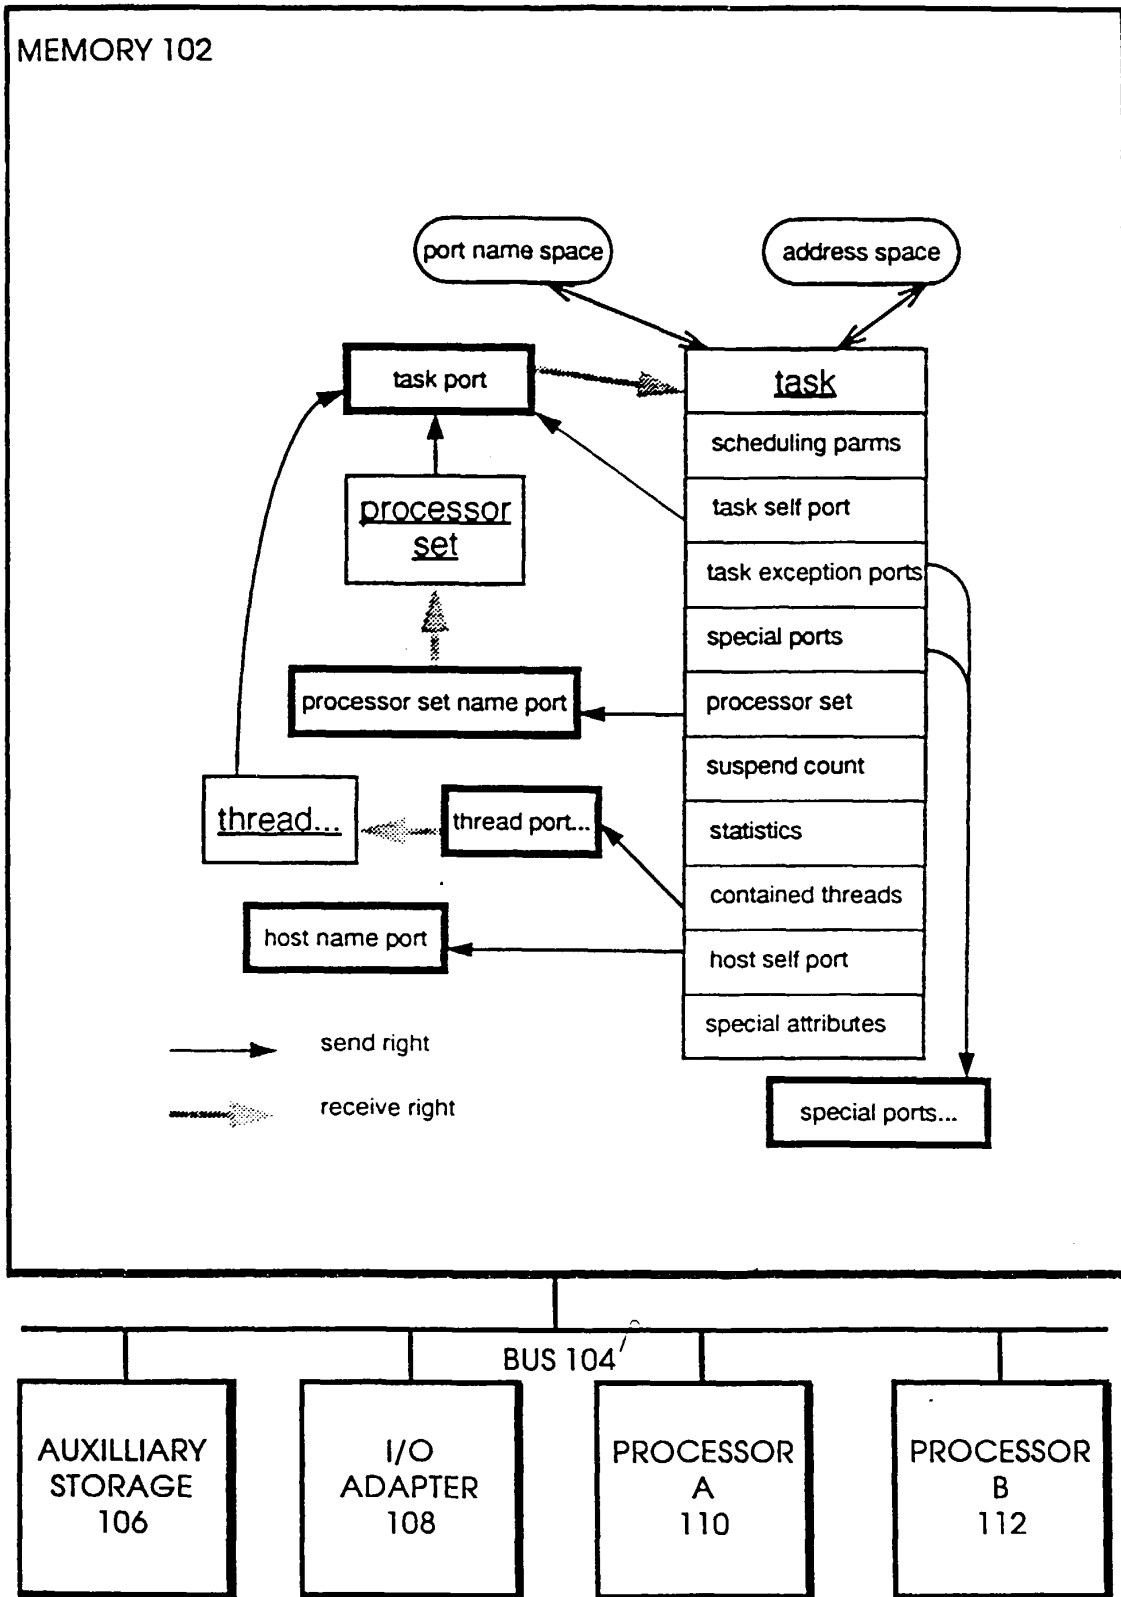 MEMORY 102
port name space
address space
task port
task
scheduling parms
processor
set
task self port
task exception ports
special ports
processor set name port
processor set
suspend count
thread...
thread port...
statistics
contained threads
host name port
host self port
special attributes
send right
receive right
special ports...
BUS 104
AUXILLIARY
STORAGE
106
I/O
ADAPTER
108
PROCESSOR
A
110
PROCESSOR
B
112